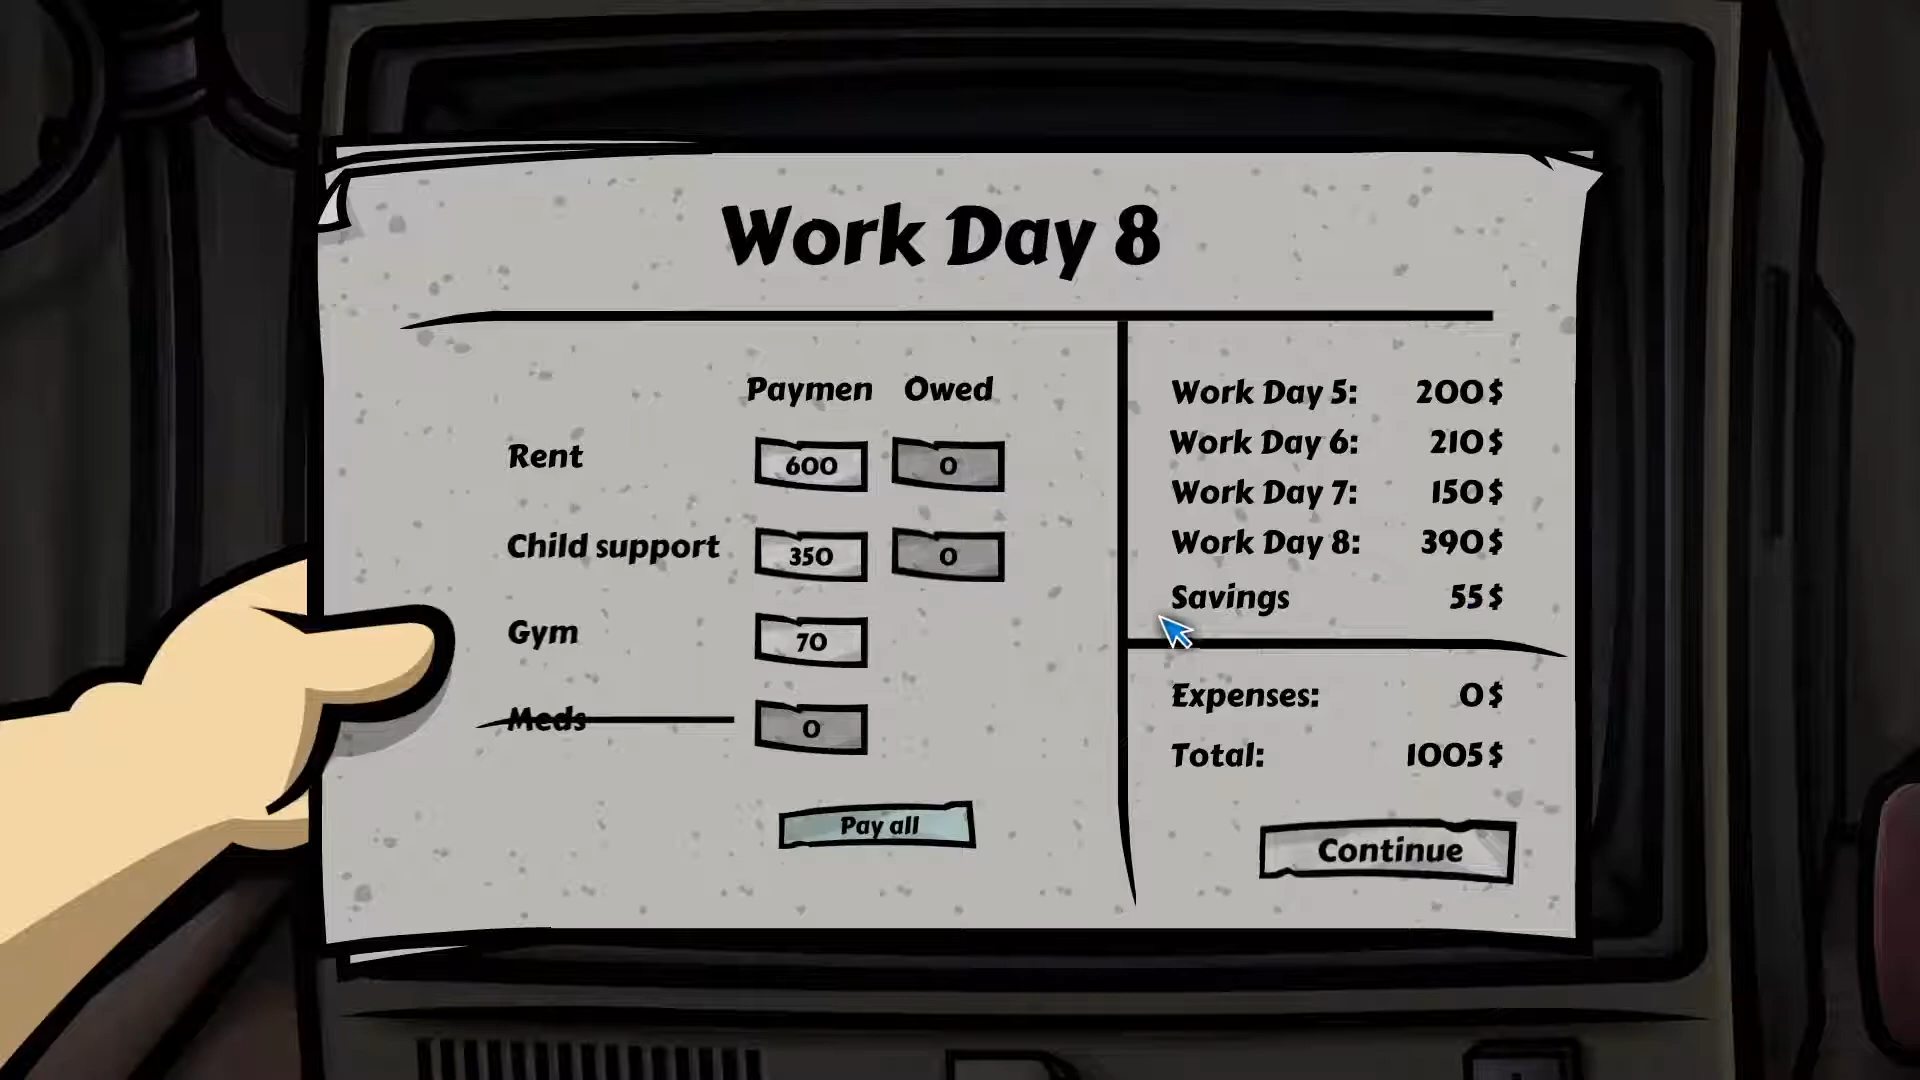 Work Day 8
Paymen Owed
Rent 600 0
Child support 350 0
Gym 70
Meds 0
Pay all
Work Day 5: 200$
Work Day 6: 210$
Work Day 7: 150$
Work Day 8: 390$
Savings 55$
Expenses: 0$
Total: 1005$
Continue